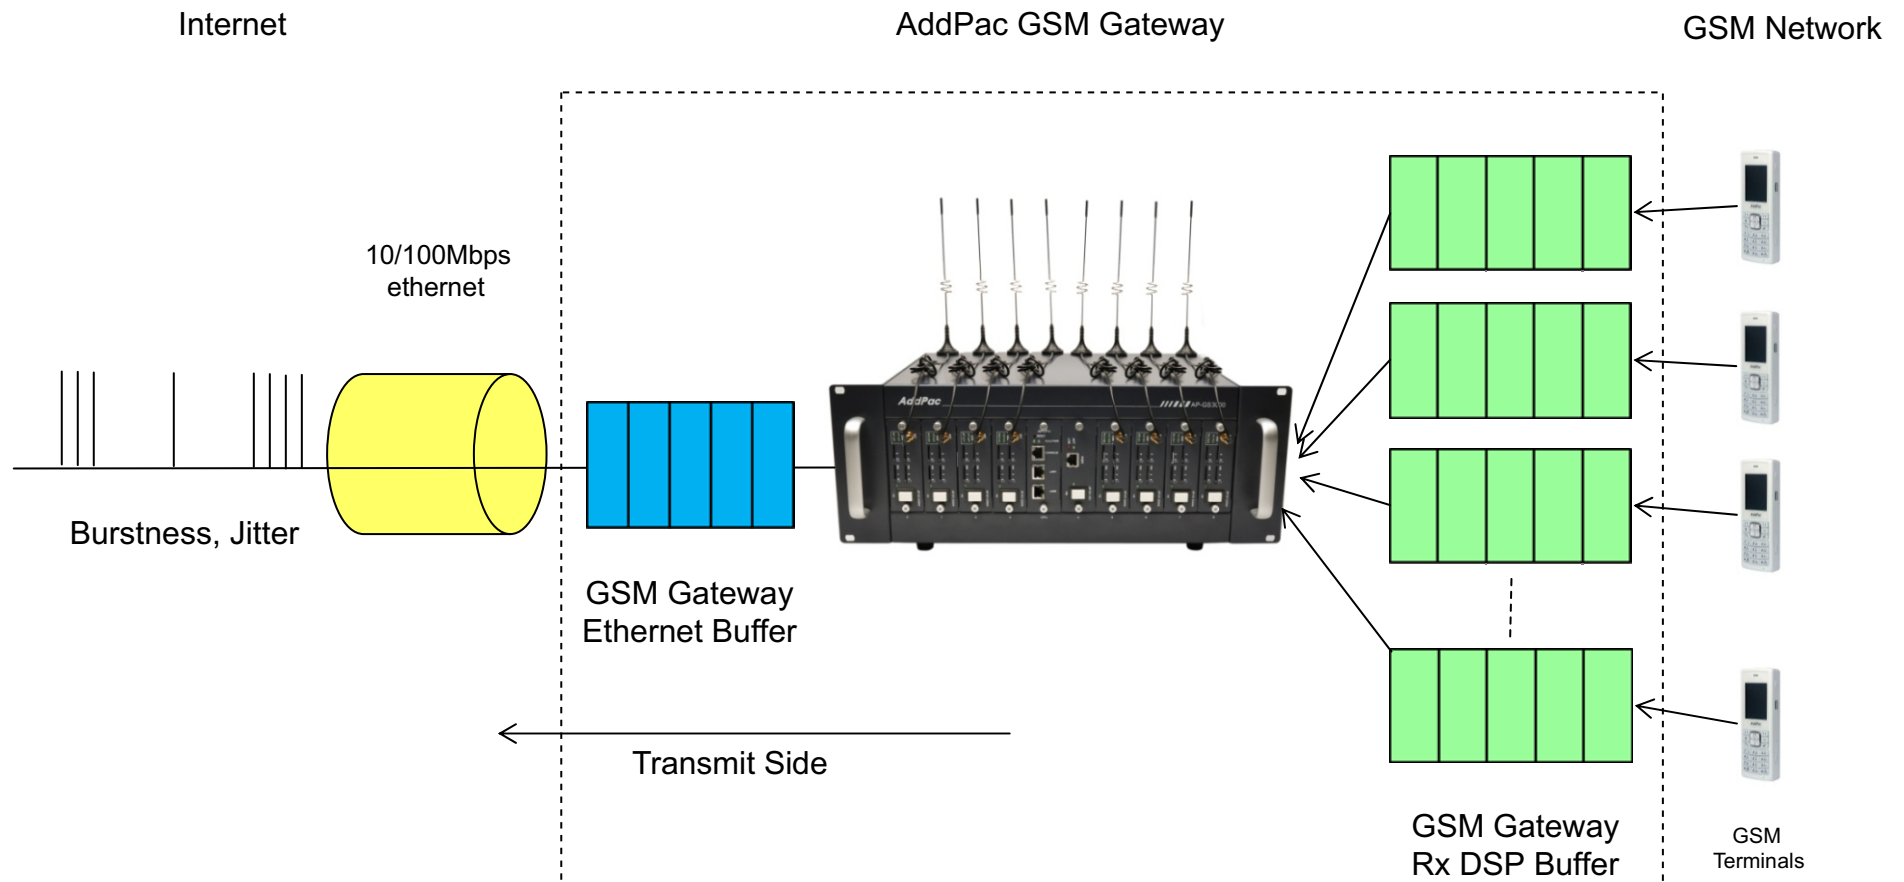 Internet
AddPac GSM Gateway
GSM Network
10/100Mbps
ethernet
AddPac
Burstness, Jitter
GSM Gateway
Ethernet Buffer
Transmit Side
GSM Gateway
Rx DSP Buffer
GSM
Terminals